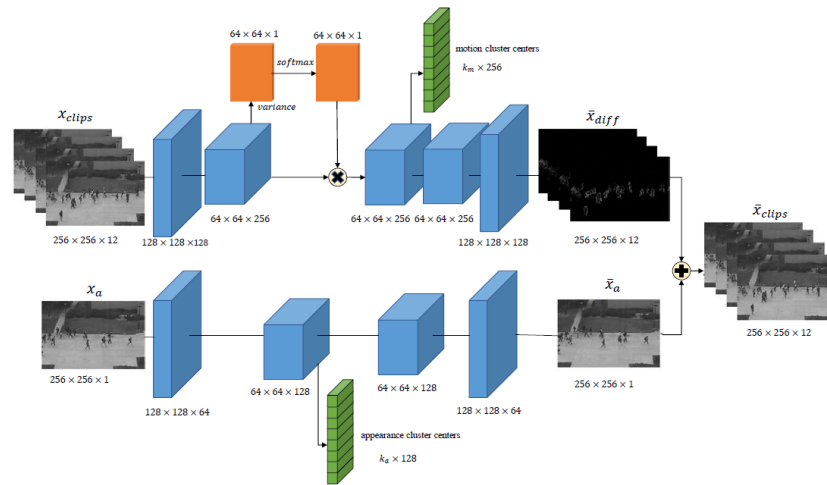 64 × 64 × 1
64 × 64 × 1
softmax
variance
motion cluster centers
k_m × 256
x_clips
x̄_diff
64 × 64 × 256
64 × 64 × 256
64 × 64 × 256
256 × 256 × 12
128 × 128 × 128
128 × 128 × 128
256 × 256 × 12
x̄_clips
256 × 256 × 12
x_a
x̄_a
256 × 256 × 1
128 × 128 × 64
64 × 64 × 128
64 × 64 × 128
128 × 128 × 64
256 × 256 × 1
appearance cluster centers
k_a × 128